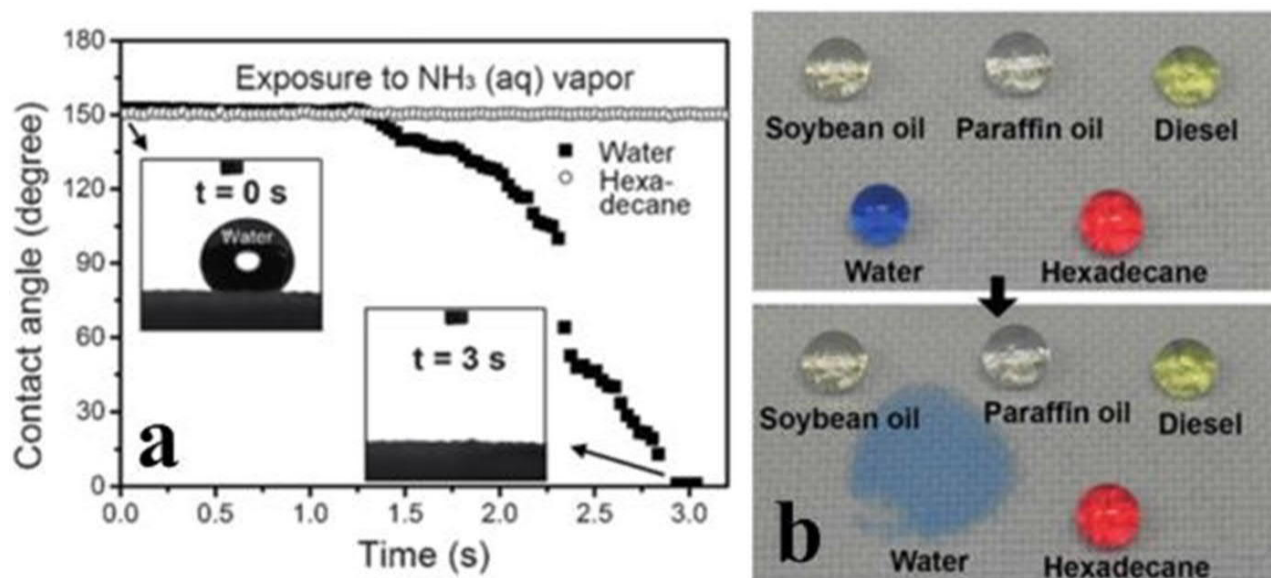 180
150
120
90
60
30
0
Contact angle (degree)
Exposure to NH₃ (aq) vapor
■ Water
○ Hexa-
decane
t = 0 s
Water
t = 3 s
a
0.0 0.5 1.0 1.5 2.0 2.5 3.0
Time (s)
Soybean oil Paraffin oil Diesel
Water Hexadecane
Soybean oil Paraffin oil Diesel
b
Water Hexadecane